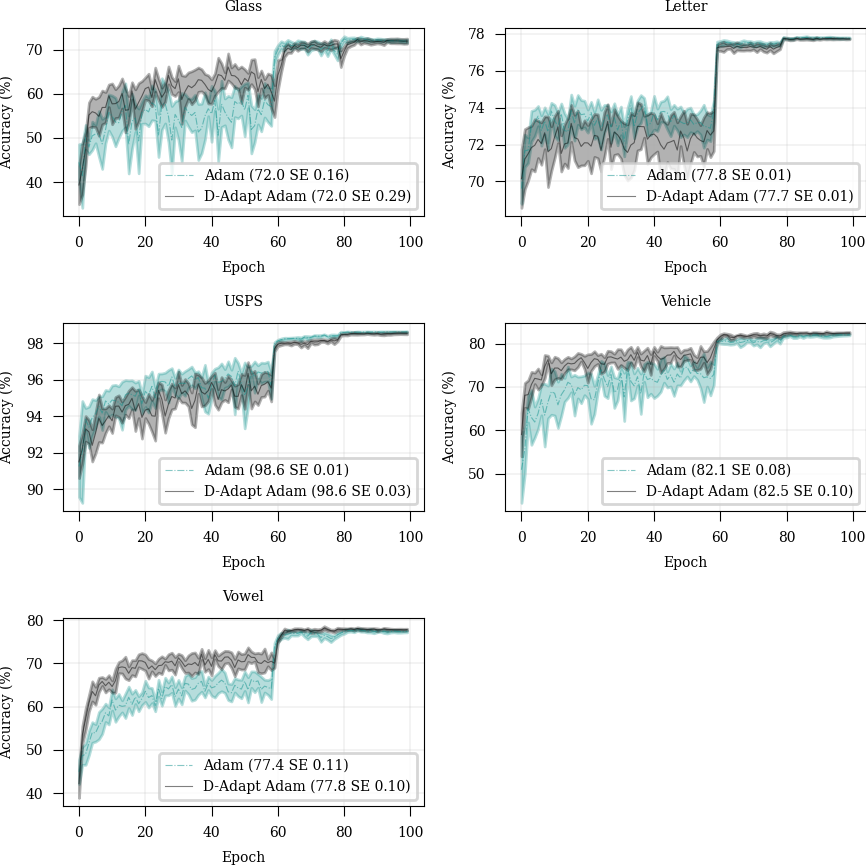 Glass
Accuracy (%)
70
60
50
40
0 20 40 60 80 100
Epoch
Adam (72.0 SE 0.16)
D-Adapt Adam (72.0 SE 0.29)
Letter
Accuracy (%)
78
76
74
72
70
0 20 40 60 80 100
Epoch
Adam (77.8 SE 0.01)
D-Adapt Adam (77.7 SE 0.01)
USPS
Accuracy (%)
98
96
94
92
90
0 20 40 60 80 100
Epoch
Adam (98.6 SE 0.01)
D-Adapt Adam (98.6 SE 0.03)
Vehicle
Accuracy (%)
80
70
60
50
0 20 40 60 80 100
Epoch
Adam (82.1 SE 0.08)
D-Adapt Adam (82.5 SE 0.10)
Vowel
Accuracy (%)
80
70
60
50
40
0 20 40 60 80 100
Epoch
Adam (77.4 SE 0.11)
D-Adapt Adam (77.8 SE 0.10)